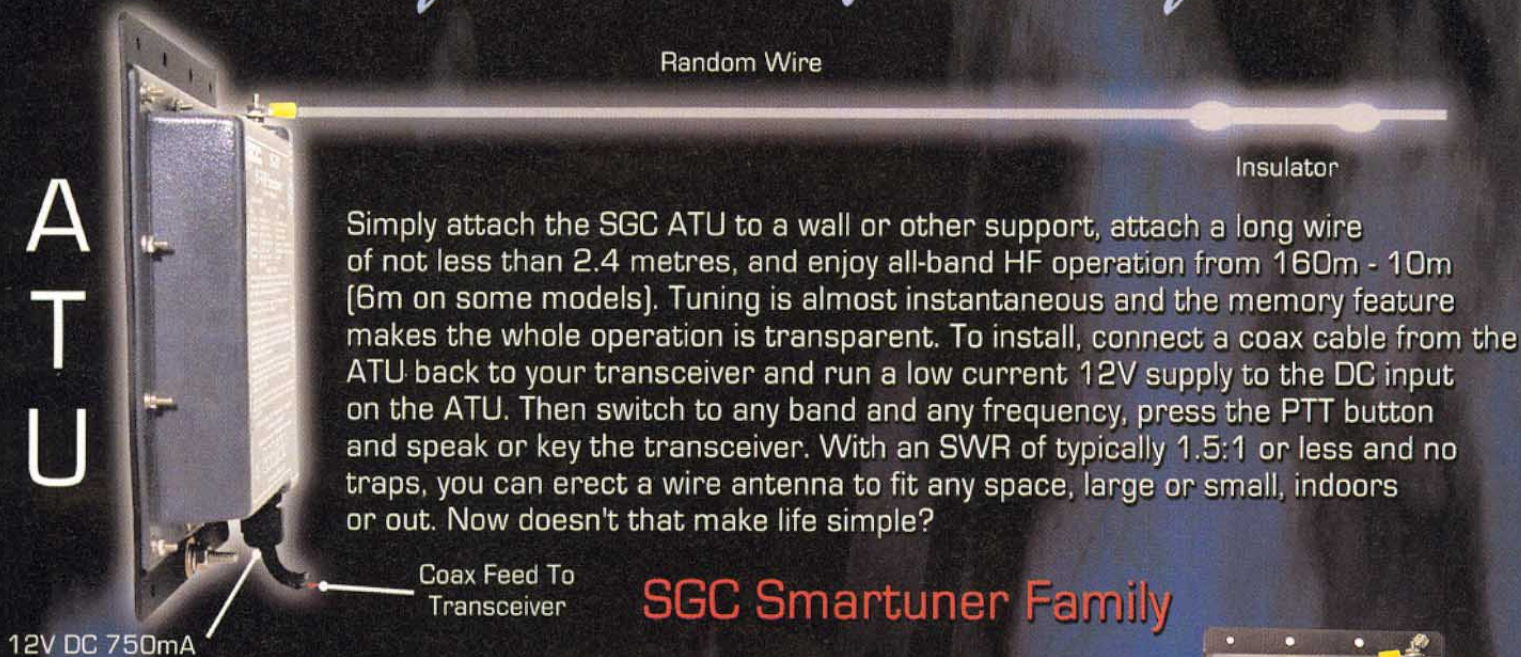 Random Wire
Insulator
A
T
U
Simply attach the SGC ATU to a wall or other support, attach a long wire
of not less than 2.4 metres, and enjoy all-band HF operation from 160m - 10m
(6m on some models). Tuning is almost instantaneous and the memory feature
makes the whole operation is transparent. To install, connect a coax cable from the
ATU back to your transceiver and run a low current 12V supply to the DC input
on the ATU. Then switch to any band and any frequency, press the PTT button
and speak or key the transceiver. With an SWR of typically 1.5:1 or less and no
traps, you can erect a wire antenna to fit any space, large or small, indoors
or out. Now doesn't that make life simple?
Coax Feed To
Transceiver
SGC Smartuner Family
12V DC 750mA